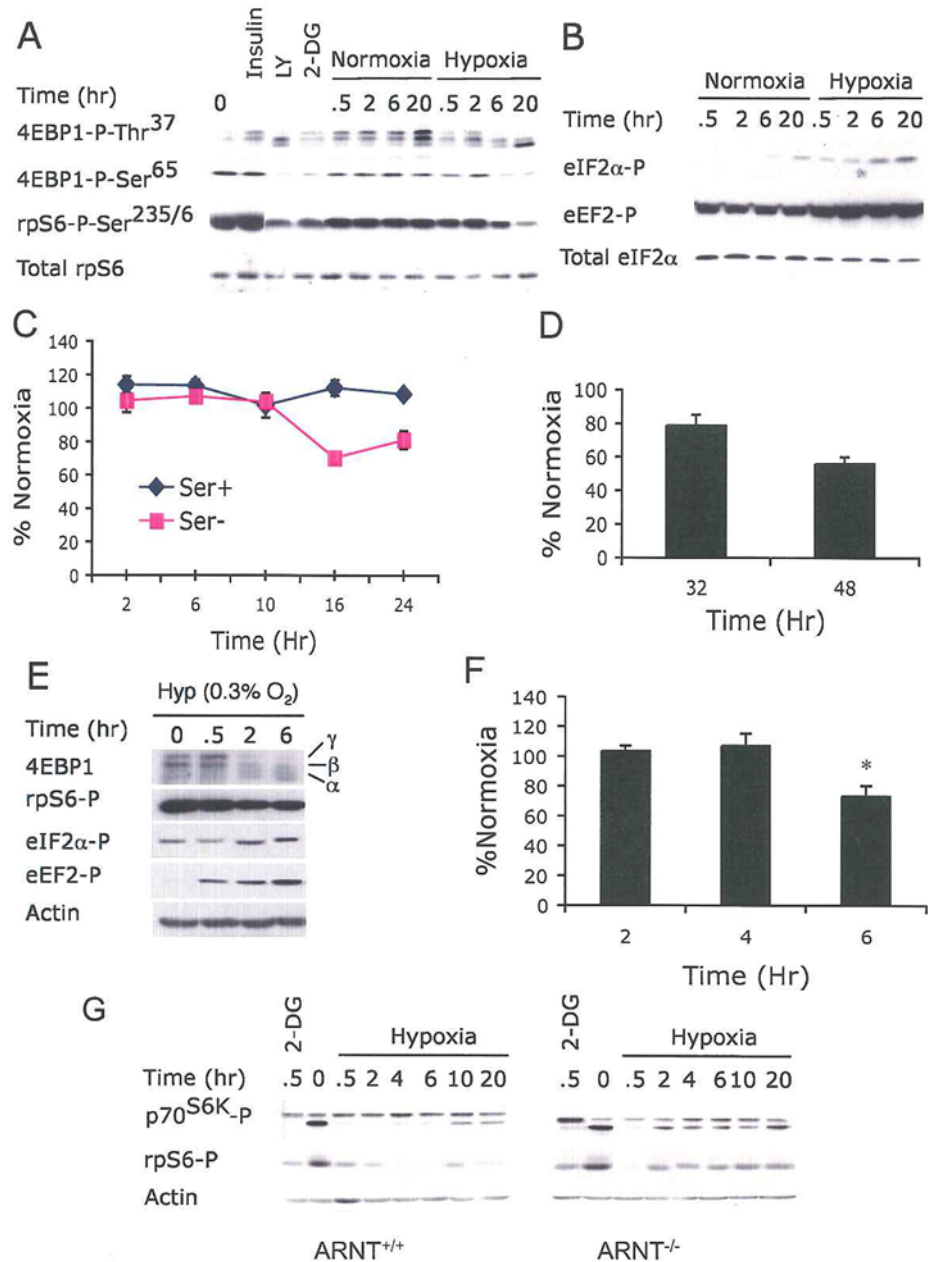 A
Insulin
LY
2-DG
Normoxia Hypoxia
Time (hr)
0 .5 2 6 20 .5 2 6 20
4EBP1-P-Thr37
4EBP1-P-Ser65
rpS6-P-Ser235/6
Total rpS6
B
Normoxia Hypoxia
Time (hr) .5 2 6 20 .5 2 6 20
eIF2α-P
eEF2-P
Total eIF2α
C
140
120
100
80
60
40
20
0
% Normoxia
Ser+
Ser-
2 6 10 16 24
Time (Hr)
D
100
80
60
40
20
0
% Normoxia
32 48
Time (Hr)
E
Hyp (0.3% O2)
Time (hr) 0 .5 2 6
4EBP1
γ
β
α
rpS6-P
eIF2α-P
eEF2-P
Actin
F
140
120
100
80
60
40
20
0
%Normoxia
*
2 4 6
Time (Hr)
G
2-DG
Hypoxia
2-DG
Hypoxia
Time (hr) .5 0 .5 2 4 6 10 20 .5 0 .5 2 4 6 10 20
p70S6K-P
rpS6-P
Actin
ARNT+/+ ARNT-/-